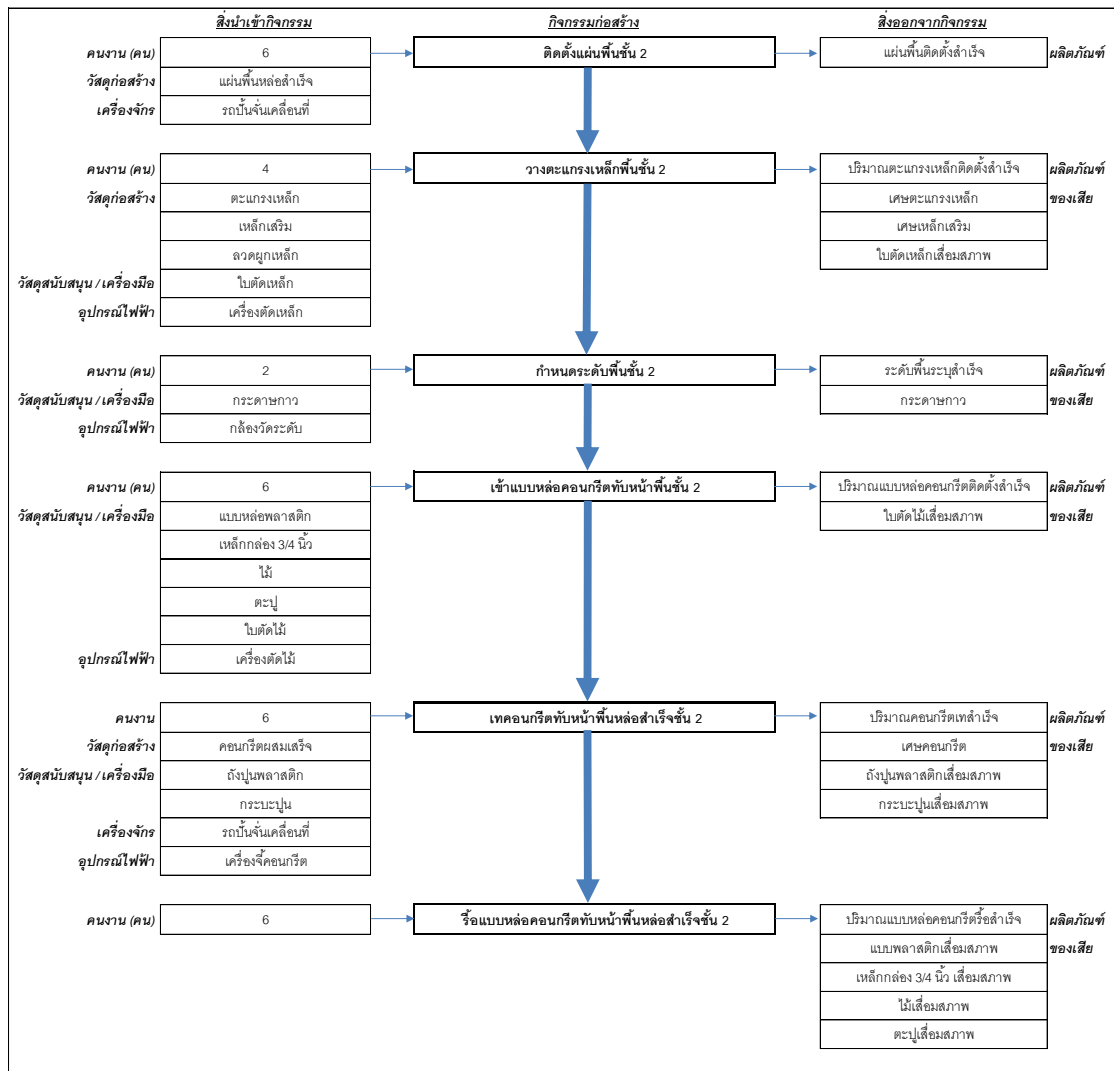 สิ่งนำเข้ากิจกรรม กิจกรรมก่อสร้าง สิ่งออกจากกิจกรรม
คนงาน (คน) 6 ติดตั้งแผ่นพื้นชั้น 2 แผ่นพื้นติดตั้งสำเร็จ ผลิตภัณฑ์
วัสดุก่อสร้าง แผ่นพื้นหล่อสำเร็จ
เครื่องจักร รถปั้นจั่นเคลื่อนที่
คนงาน (คน) 4 วางตะแกรงเหล็กพื้นชั้น 2 ปริมาณตะแกรงเหล็กติดตั้งสำเร็จ ผลิตภัณฑ์
วัสดุก่อสร้าง ตะแกรงเหล็ก เศษตะแกรงเหล็ก ของเสีย
เหล็กเสริม เศษเหล็กเสริม
ลวดผูกเหล็ก ใบตัดเหล็กเสื่อมสภาพ
วัสดุสนับสนุน / เครื่องมือ ใบตัดเหล็ก
อุปกรณ์ไฟฟ้า เครื่องตัดเหล็ก
คนงาน (คน) 2 กำหนดระดับพื้นชั้น 2 ระดับพื้นระบุสำเร็จ ผลิตภัณฑ์
วัสดุสนับสนุน / เครื่องมือ กระดาษกาว กระดาษกาว ของเสีย
อุปกรณ์ไฟฟ้า กล้องวัดระดับ
คนงาน (คน) 6 เข้าแบบหล่อคอนกรีตทับหน้าพื้นชั้น 2 ปริมาณแบบหล่อคอนกรีตติดตั้งสำเร็จ ผลิตภัณฑ์
วัสดุสนับสนุน / เครื่องมือ แบบหล่อพลาสติก ใบตัดไม้เสื่อมสภาพ ของเสีย
เหล็กกล่อง 3/4 นิ้ว
ไม้
ตะปู
ใบตัดไม้
อุปกรณ์ไฟฟ้า เครื่องตัดไม้
คนงาน 6 เทคอนกรีตทับหน้าพื้นหล่อสำเร็จชั้น 2 ปริมาณคอนกรีตเทสำเร็จ ผลิตภัณฑ์
วัสดุก่อสร้าง คอนกรีตผสมเสร็จ เศษคอนกรีต ของเสีย
วัสดุสนับสนุน / เครื่องมือ ถังปูนพลาสติก ถังปูนพลาสติกเสื่อมสภาพ
กระบะปูน กระบะปูนเสื่อมสภาพ
เครื่องจักร รถปั้นจั่นเคลื่อนที่
อุปกรณ์ไฟฟ้า เครื่องจี้คอนกรีต
คนงาน (คน) 6 รื้อแบบหล่อคอนกรีตทับหน้าพื้นหล่อสำเร็จชั้น 2 ปริมาณแบบหล่อคอนกรีตรื้อสำเร็จ ผลิตภัณฑ์
แบบพลาสติกเสื่อมสภาพ ของเสีย
เหล็กกล่อง 3/4 นิ้ว เสื่อมสภาพ
ไม้เสื่อมสภาพ
ตะปูเสื่อมสภาพ